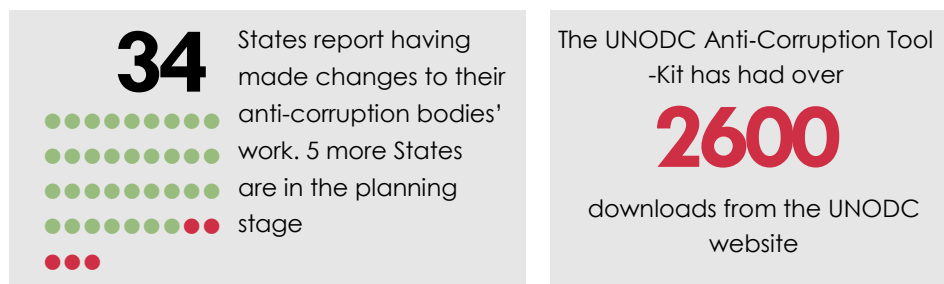 34
States report having
made changes to their
anti-corruption bodies’
work. 5 more States
are in the planning
stage
The UNODC Anti-Corruption Tool
-Kit has had over
2600
downloads from the UNODC
website